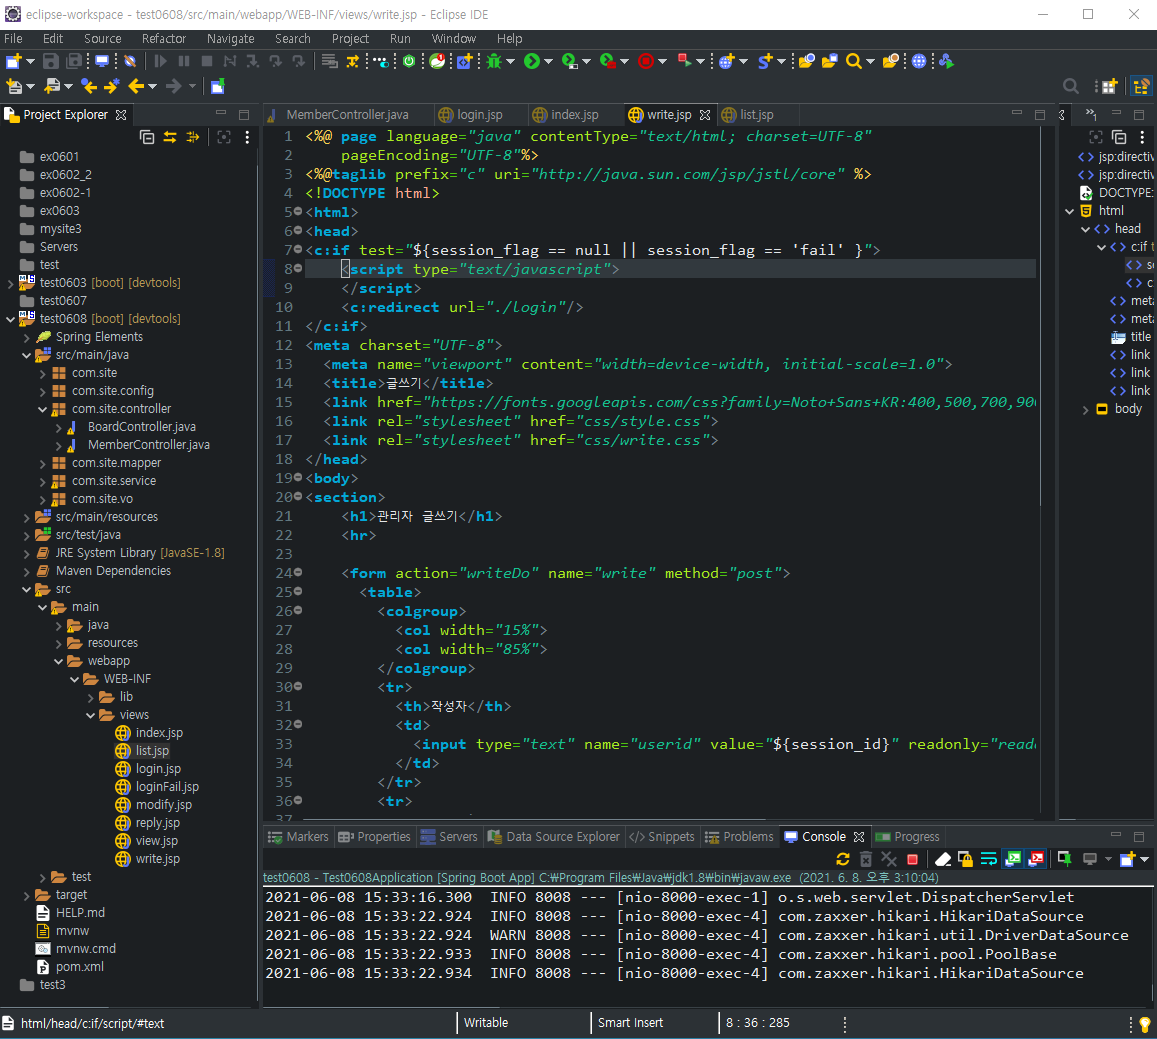 eclipse-workspace - test0608/src/main/webapp/WEB-INF/views/write.jsp - Eclipse IDE
File Edit Source Refactor Navigate Search Project Run Window Help
Project Explorer
ex0601
ex0602_2
ex0602-1
ex0603
mysite3
Servers
test
test0603 [boot] [devtools]
test0607
test0608 [boot] [devtools]
Spring Elements
src/main/java
com.site
com.site.config
com.site.controller
BoardController.java
MemberController.java
com.site.mapper
com.site.service
com.site.vo
src/main/resources
src/test/java
JRE System Library [JavaSE-1.8]
Maven Dependencies
src
main
java
resources
webapp
WEB-INF
lib
views
index.jsp
list.jsp
login.jsp
loginFail.jsp
modify.jsp
reply.jsp
view.jsp
write.jsp
test
target
HELP.md
mvnw
mvnw.cmd
pom.xml
test3
MemberController.java login.jsp index.jsp write.jsp list.jsp
1 <%@ page language="java" contentType="text/html; charset=UTF-8"
2 pageEncoding="UTF-8"%>
3 <%@taglib prefix="c" uri="http://java.sun.com/jsp/jstl/core" %>
4 <!DOCTYPE html>
5 <html>
6 <head>
7 <c:if test="${session_flag == null || session_flag == 'fail' }">
8 <script type="text/javascript">
9 </script>
10 <c:redirect url="./login"/>
11 </c:if>
12 <meta charset="UTF-8">
13 <meta name="viewport" content="width=device-width, initial-scale=1.0">
14 <title>글쓰기</title>
15 <link href="https://fonts.googleapis.com/css?family=Noto+Sans+KR:400,500,700,900
16 <link rel="stylesheet" href="css/style.css">
17 <link rel="stylesheet" href="css/write.css">
18 </head>
19 <body>
20 <section>
21 <h1>관리자 글쓰기</h1>
22 <hr>
23
24 <form action="writeDo" name="write" method="post">
25 <table>
26 <colgroup>
27 <col width="15%">
28 <col width="85%">
29 </colgroup>
30 <tr>
31 <th>작성자</th>
32 <td>
33 <input type="text" name="userid" value="${session_id}" readonly="reado
34 </td>
35 </tr>
36 <tr>
37
jsp:directiv
jsp:directiv
DOCTYPE:
html
head
c:if t
sc
c
meta
meta
title
link
link
link
body
Markers Properties Servers Data Source Explorer Snippets Problems Console Progress
test0608 - Test0608Application [Spring Boot App] C:₩Program Files₩Java₩jdk1.8₩bin₩javaw.exe (2021. 6. 8. 오후 3:10:04)
2021-06-08 15:33:16.300 INFO 8008 --- [nio-8000-exec-1] o.s.web.servlet.DispatcherServlet
2021-06-08 15:33:22.924 INFO 8008 --- [nio-8000-exec-4] com.zaxxer.hikari.HikariDataSource
2021-06-08 15:33:22.924 WARN 8008 --- [nio-8000-exec-4] com.zaxxer.hikari.util.DriverDataSource
2021-06-08 15:33:22.933 INFO 8008 --- [nio-8000-exec-4] com.zaxxer.hikari.pool.PoolBase
2021-06-08 15:33:22.934 INFO 8008 --- [nio-8000-exec-4] com.zaxxer.hikari.HikariDataSource
html/head/c:if/script/#text Writable Smart Insert 8 : 36 : 285